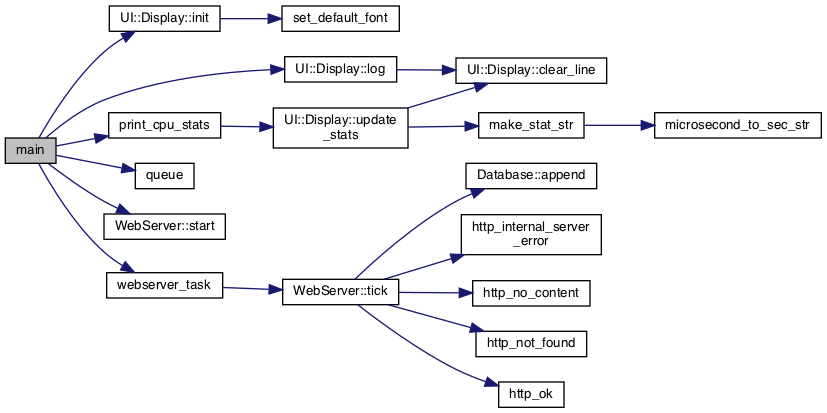 UI::Display::init
set_default_font
UI::Display::log
UI::Display::clear_line
main
print_cpu_stats
UI::Display::update
_stats
make_stat_str
microsecond_to_sec_str
queue
Database::append
WebServer::start
http_internal_server
_error
webserver_task
WebServer::tick
http_no_content
http_not_found
http_ok